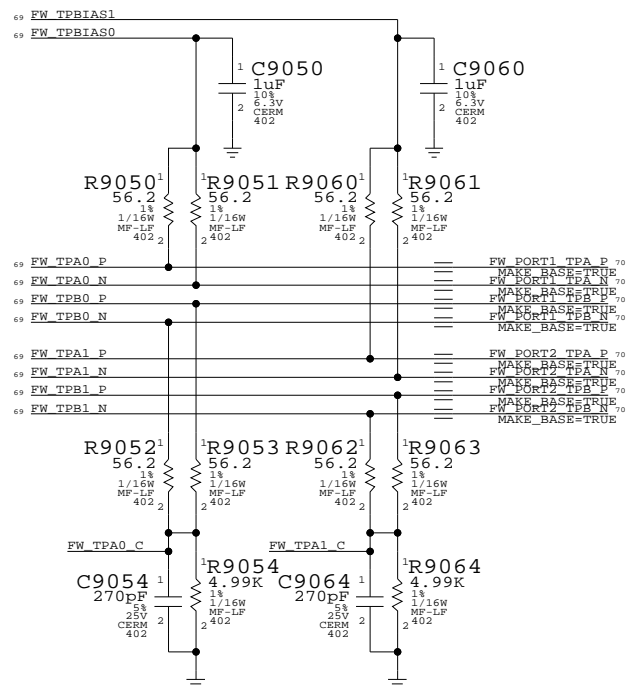 69 FW_TPBIAS1
69 FW_TPBIAS0
1 C9050
1uF
10%
6.3V
2 CERM
402
1 C9060
1uF
10%
6.3V
2 CERM
402
R9050 1
56.2
1%
1/16W
MF-LF
402 2
1 R9051
56.2
1%
1/16W
MF-LF
2 402
R9060 1
56.2
1%
1/16W
MF-LF
402 2
1 R9061
56.2
1%
1/16W
MF-LF
2 402
69 FW_TPA0_P FW_PORT1_TPA_P 70
MAKE_BASE=TRUE
69 FW_TPA0_N FW_PORT1_TPA_N 70
MAKE_BASE=TRUE
69 FW_TPB0_P FW_PORT1_TPB_P 70
MAKE_BASE=TRUE
69 FW_TPB0_N FW_PORT1_TPB_N 70
MAKE_BASE=TRUE
69 FW_TPA1_P FW_PORT2_TPA_P 70
MAKE_BASE=TRUE
69 FW_TPA1_N FW_PORT2_TPA_N 70
MAKE_BASE=TRUE
69 FW_TPB1_P FW_PORT2_TPB_P 70
MAKE_BASE=TRUE
69 FW_TPB1_N FW_PORT2_TPB_N 70
MAKE_BASE=TRUE
R9052 1
56.2
1%
1/16W
MF-LF
402 2
1 R9053
56.2
1%
1/16W
MF-LF
2 402
R9062 1
56.2
1%
1/16W
MF-LF
402 2
1 R9063
56.2
1%
1/16W
MF-LF
2 402
FW_TPA0_C
FW_TPA1_C
C9054 1
270pF
5%
25V
CERM 2
402
1 R9054
4.99K
1%
1/16W
MF-LF
2 402
C9064 1
270pF
5%
25V
CERM 2
402
1 R9064
4.99K
1%
1/16W
MF-LF
2 402